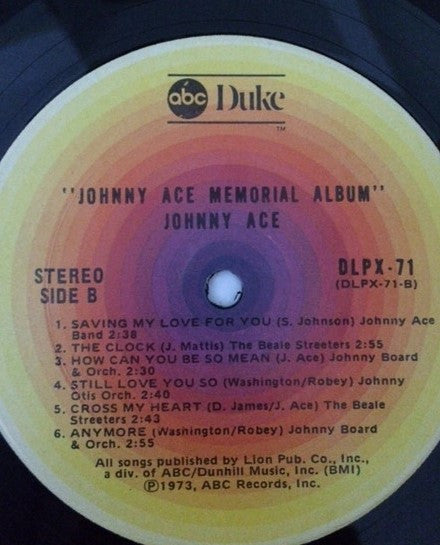 abc Duke
TM
"JOHNNY ACE MEMORIAL ALBUM"
JOHNNY ACE
STEREO
SIDE B
DLPX-71
(DLPX-71-B)
1. SAVING MY LOVE FOR YOU (S. Johnson) Johnny Ace
Band 2:38
2. THE CLOCK (J. Mattis) The Beale Streeters 2:55
3. HOW CAN YOU BE SO MEAN (J. Ace) Johnny Board
& Orch. 2:30
4. STILL LOVE YOU SO (Washington/Robey) Johnny
Otis Orch. 2:40
5. CROSS MY HEART (D. James/J. Ace) The Beale
Streeters 2:43
6. ANYMORE (Washington/Robey) Johnny Board
& Orch. 2:55
All songs published by Lion Pub. Co., Inc.,
a div. of ABC/Dunhill Music, Inc. (BMI)
Ⓟ1973, ABC Records, Inc.